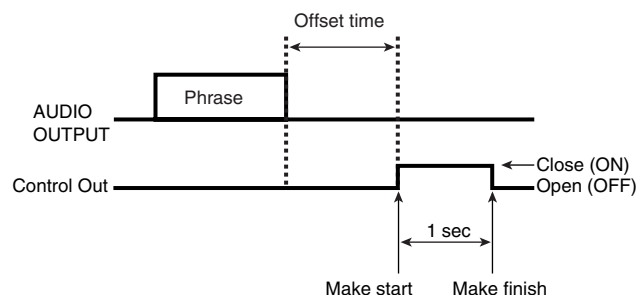 Offset time
Phrase
AUDIO
OUTPUT
Close (ON)
Control Out
Open (OFF)
1 sec
Make start
Make finish